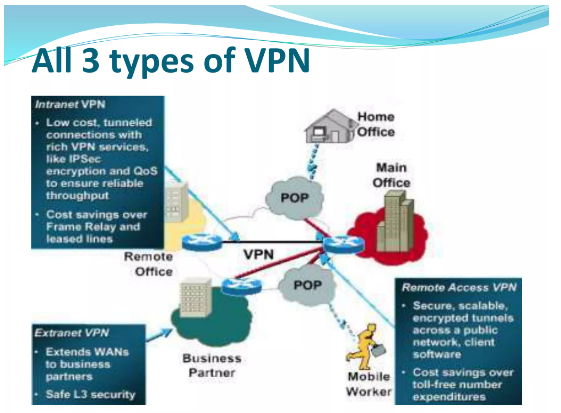 All 3 types of VPN
Intranet VPN
• Low cost, tunneled
connections with
rich VPN services,
like IPSec
encryption and QoS
to ensure reliable
throughput
• Cost savings over
Frame Relay and
leased lines
Home
Office
Main
Office
POP
VPN
Remote
Office
POP
Extranet VPN
• Extends WANs
to business
partners
• Safe L3 security
Business
Partner
Mobile
Worker
Remote Access VPN
• Secure, scalable,
encrypted tunnels
across a public
network, client
software
• Cost savings over
toll-free number
expenditures